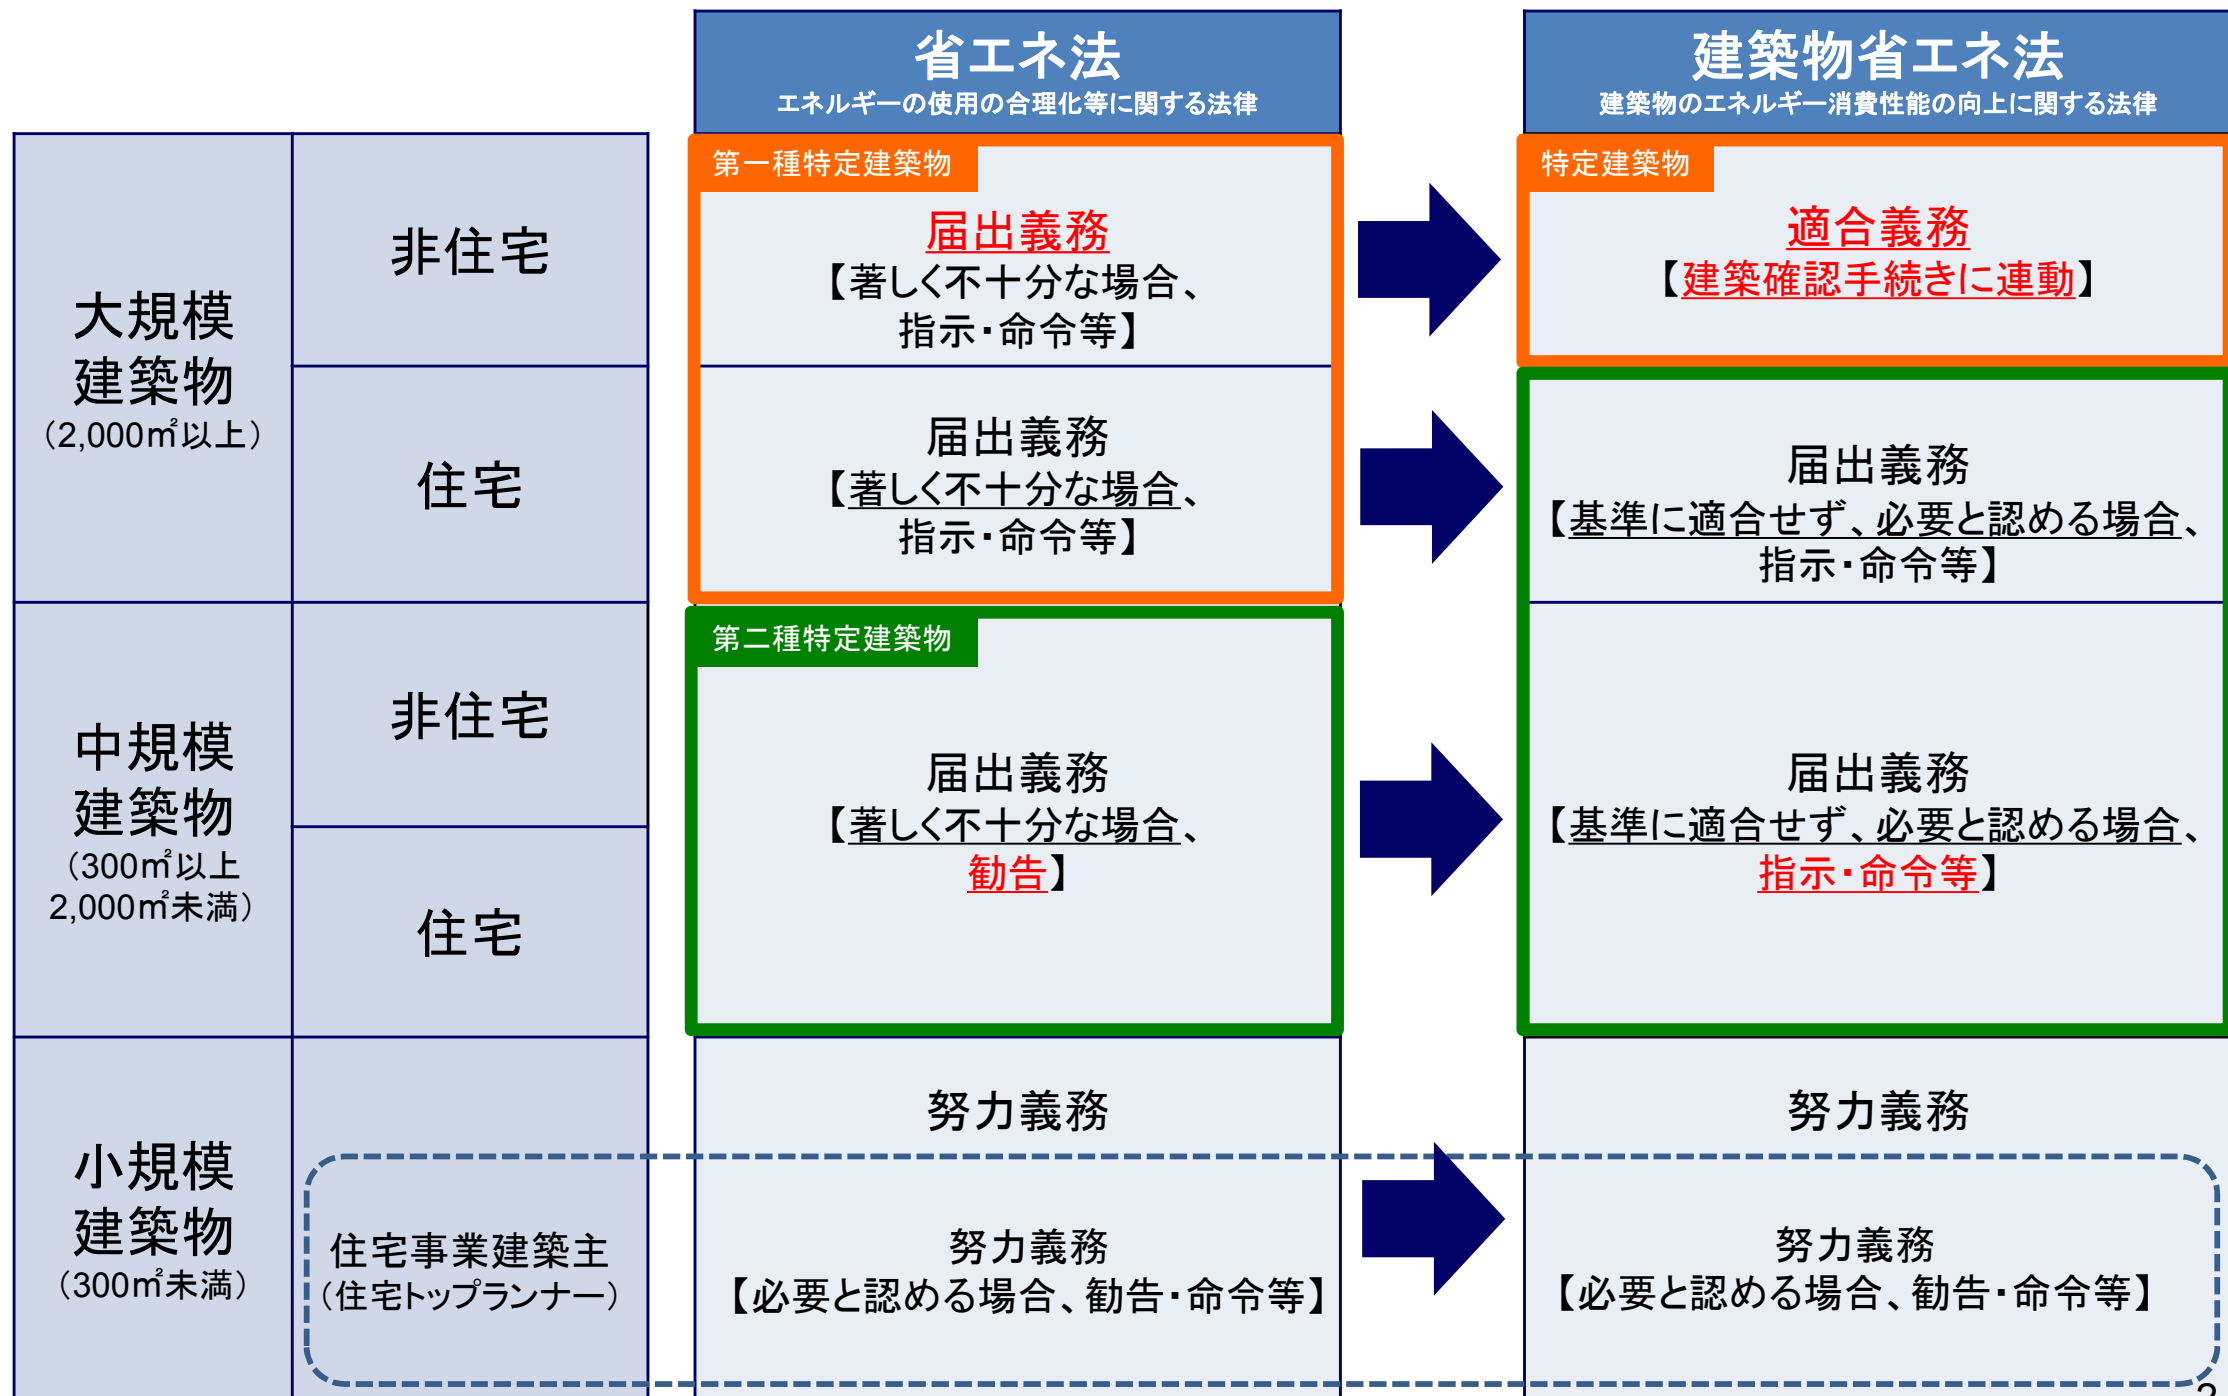 省エネ法
エネルギーの使用の合理化等に関する法律
建築物省エネ法
建築物のエネルギー消費性能の向上に関する法律
大規模
建築物
（2,000㎡以上）
非住宅
第一種特定建築物
届出義務
【著しく不十分な場合、
指示・命令等】
特定建築物
適合義務
【建築確認手続きに連動】
住宅
届出義務
【著しく不十分な場合、
指示・命令等】
届出義務
【基準に適合せず、必要と認める場合、
指示・命令等】
中規模
建築物
（300㎡以上
2,000㎡未満）
非住宅
住宅
第二種特定建築物
届出義務
【著しく不十分な場合、
勧告】
届出義務
【基準に適合せず、必要と認める場合、
指示・命令等】
小規模
建築物
（300㎡未満）
努力義務
努力義務
住宅事業建築主
（住宅トップランナー）
努力義務
【必要と認める場合、勧告・命令等】
努力義務
【必要と認める場合、勧告・命令等】